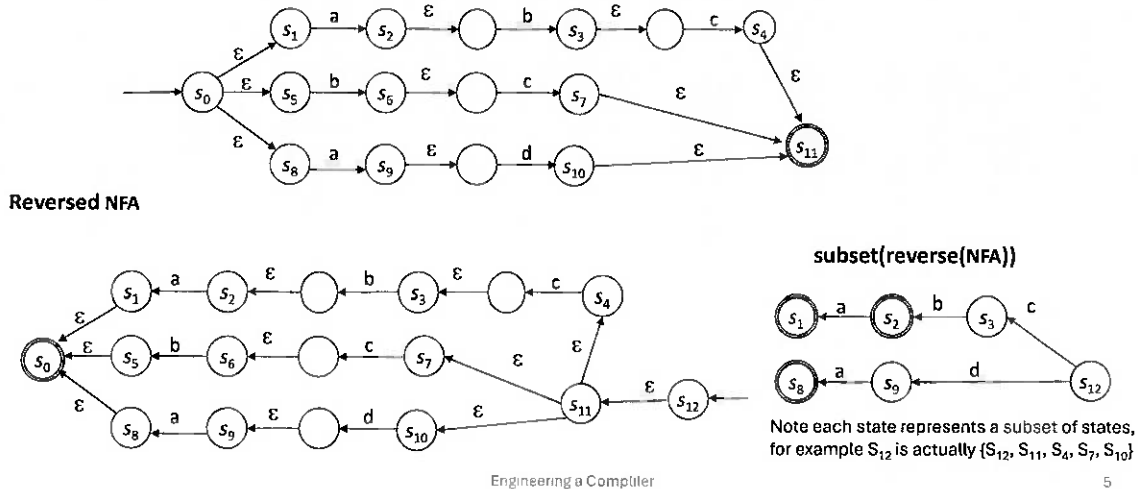 ε a ε b ε c ε
s₀ s₁ s₂ s₃ s₄
ε b ε c ε
s₅ s₆ s₇ s₁₁
ε a ε d ε
s₈ s₉ s₁₀
Reversed NFA
subset(reverse(NFA))
ε a ε b ε c ε
s₁ s₂ s₃ s₄
ε b ε c ε
s₀ s₅ s₆ s₇ s₁₁ ε s₁₂
ε a ε d ε
s₈ s₉ s₁₀
s₁ a s₂ b s₃ c
s₈ a s₉ d s₁₂
Note each state represents a subset of states,
for example S₁₂ is actually {S₁₂, S₁₁, S₄, S₇, S₁₀}
Engineering a Compiler
5